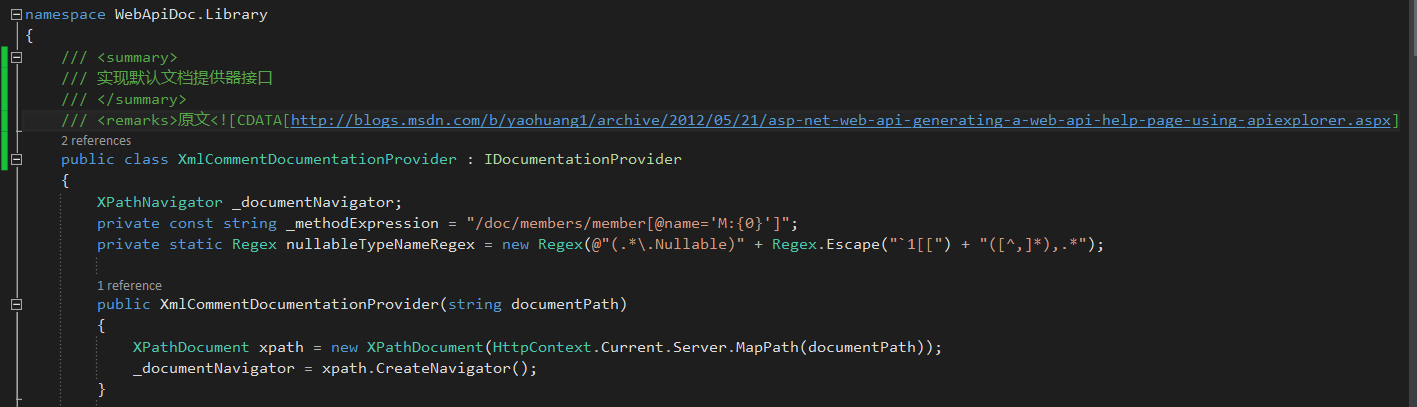 namespace WebApiDoc.Library
{
/// <summary>
/// 实现默认文档提供器接口
/// </summary>
/// <remarks>原文<![CDATA[http://blogs.msdn.com/b/yaohuang1/archive/2012/05/21/asp-net-web-api-generating-a-web-api-help-page-using-apiexplorer.aspx]
2 references
public class XmlCommentDocumentationProvider : IDocumentationProvider
{
XPathNavigator _documentNavigator;
private const string _methodExpression = "/doc/members/member[@name='M:{0}']";
private static Regex nullableTypeNameRegex = new Regex(@"(.*\.Nullable)" + Regex.Escape("`1[[") + "([^,]*),.*");
1 reference
public XmlCommentDocumentationProvider(string documentPath)
{
XPathDocument xpath = new XPathDocument(HttpContext.Current.Server.MapPath(documentPath));
_documentNavigator = xpath.CreateNavigator();
}